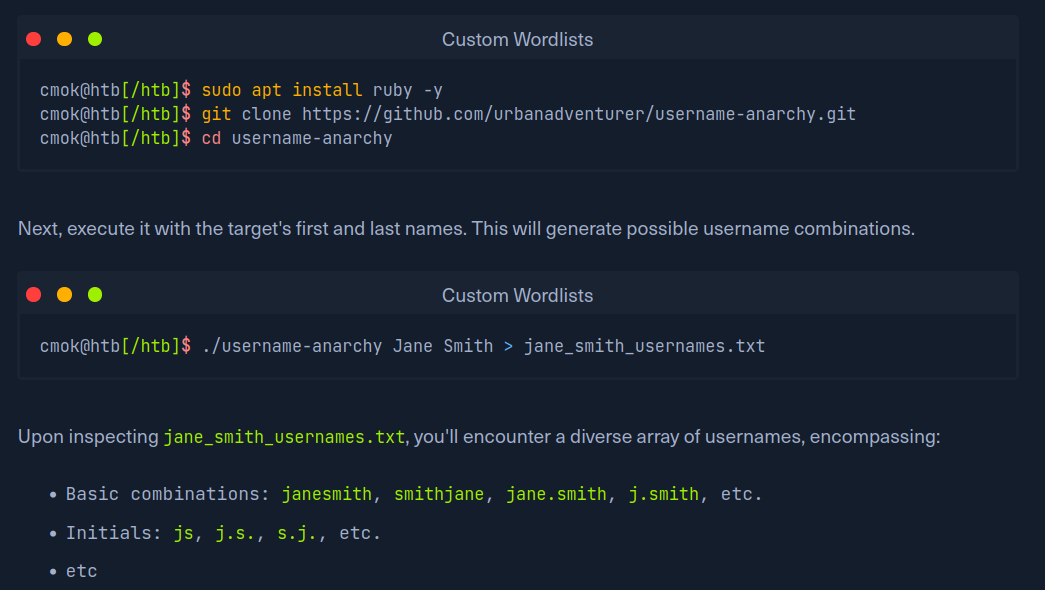 Custom Wordlists
cmok@htb[/htb]$ sudo apt install ruby -y
cmok@htb[/htb]$ git clone https://github.com/urbanadventurer/username-anarchy.git
cmok@htb[/htb]$ cd username-anarchy
Next, execute it with the target's first and last names. This will generate possible username combinations.
Custom Wordlists
cmok@htb[/htb]$ ./username-anarchy Jane Smith > jane_smith_usernames.txt
Upon inspecting jane_smith_usernames.txt, you'll encounter a diverse array of usernames, encompassing:
• Basic combinations: janesmith, smithjane, jane.smith, j.smith, etc.
• Initials: js, j.s., s.j., etc.
• etc